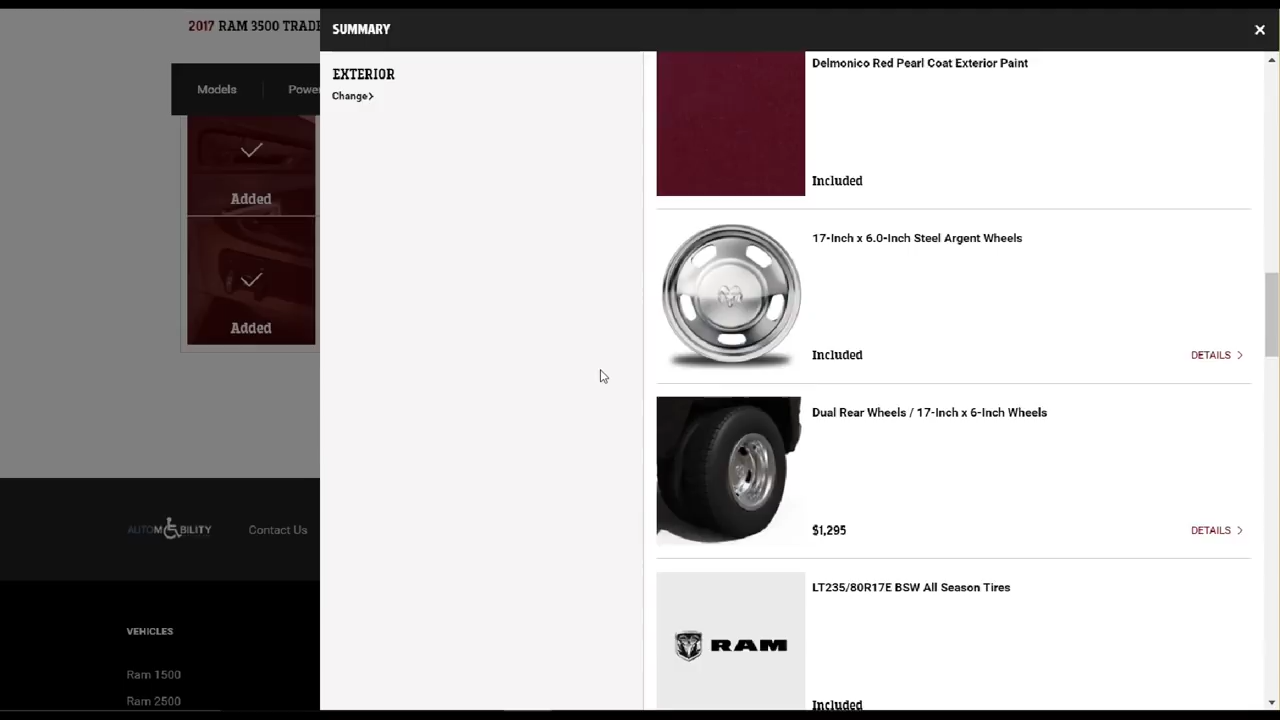 2017 RAM 3500 TRADE
SUMMARY
Models
Power
Added
Added
EXTERIOR
Change>
Delmonico Red Pearl Coat Exterior Paint
Included
17-Inch x 6.0-Inch Steel Argent Wheels
Included
DETAILS >
Dual Rear Wheels / 17-Inch x 6-Inch Wheels
$1,295
DETAILS >
LT235/80R17E BSW All Season Tires
RAM
Included
AUTOMOBILITY
Contact Us
VEHICLES
Ram 1500
Ram 2500